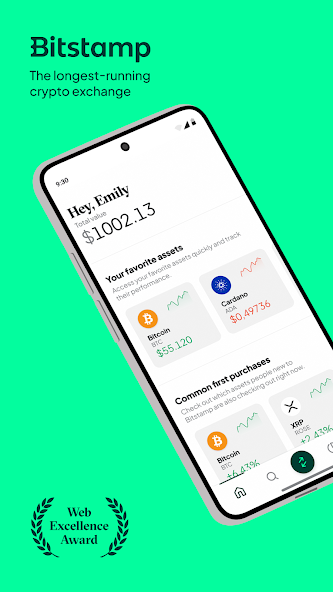 Bitstamp
The longest-running
crypto exchange
9:30
Hey, Emily
Total value
$1002.13
Your favorite assets
Access your favorite assets quickly and track
their performance.
Bitcoin
BTC
$55.120
Cardano
ADA
$0.49736
Common first purchases
Check out which assets people new to
Bitstamp are also checking out right now.
Bitcoin
BTC
+6.43%
XRP
ROSE
+2.43%
Web
Excellence
Award